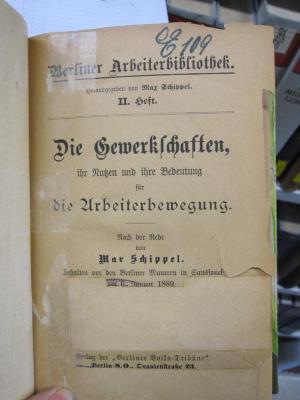 E 109
Berliner Arbeiterbibliothek.
Herausgegeben von Max Schippel.
II. Heft.
Die Gewerkschaften,
ihr Nutzen und ihre Bedeutung
für
die Arbeiterbewegung.
Nach der Rede
von
Max Schippel.
Gehalten vor den Berliner Maurern in Sanssouci
am 6. Januar 1889.
Verlag der „Berliner Volks-Tribüne“
Berlin S.O., Oranienstraße 23.